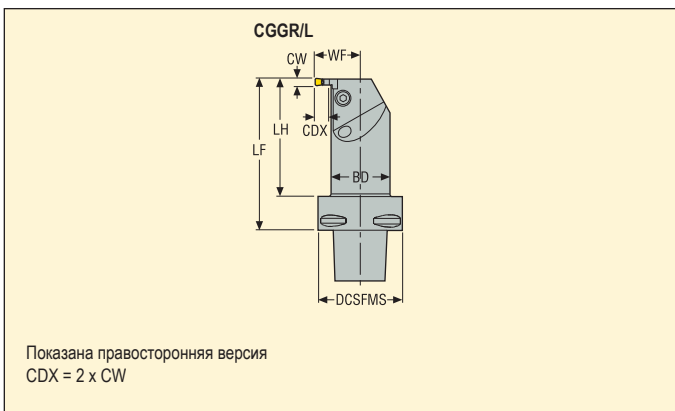 CGGR/L
CW
WF
CDX
LH
LF
BD
DCSFMS
Показана правосторонняя версия
CDX = 2 x CW